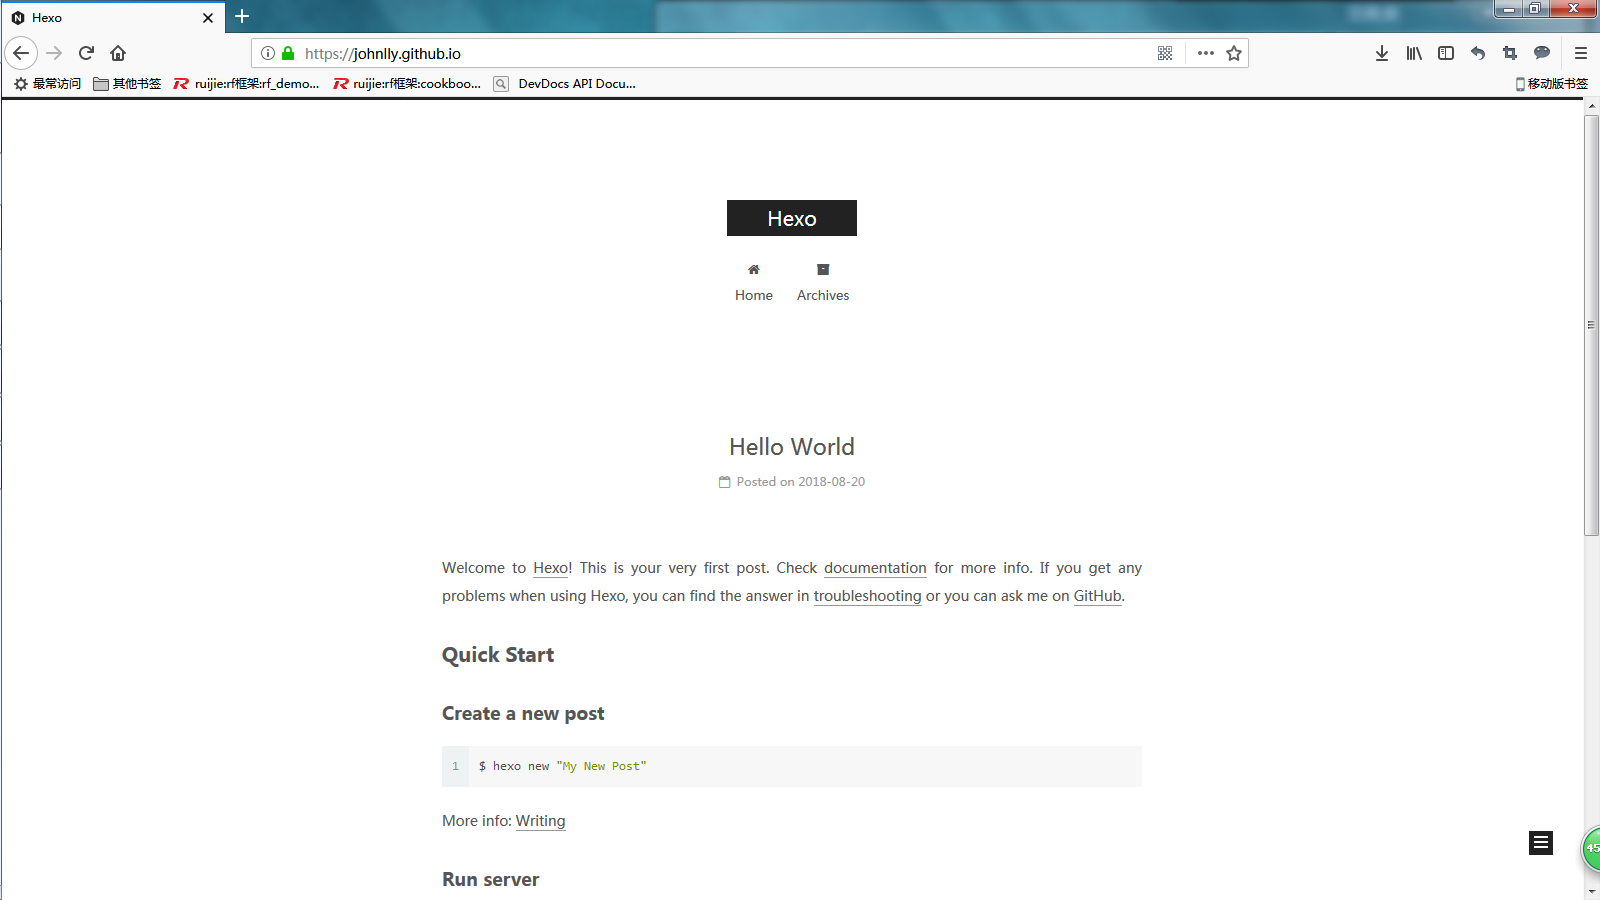 Hexo
https://johnlly.github.io
最常访问 其他书签 ruijie:rf框架:rf_demo... ruijie:rf框架:cookboo... DevDocs API Docu... 移动版书签
Hexo
Home Archives
Hello World
Posted on 2018-08-20
Welcome to Hexo! This is your very first post. Check documentation for more info. If you get any
problems when using Hexo, you can find the answer in troubleshooting or you can ask me on GitHub.
Quick Start
Create a new post
1 $ hexo new "My New Post"
More info: Writing
45
Run server